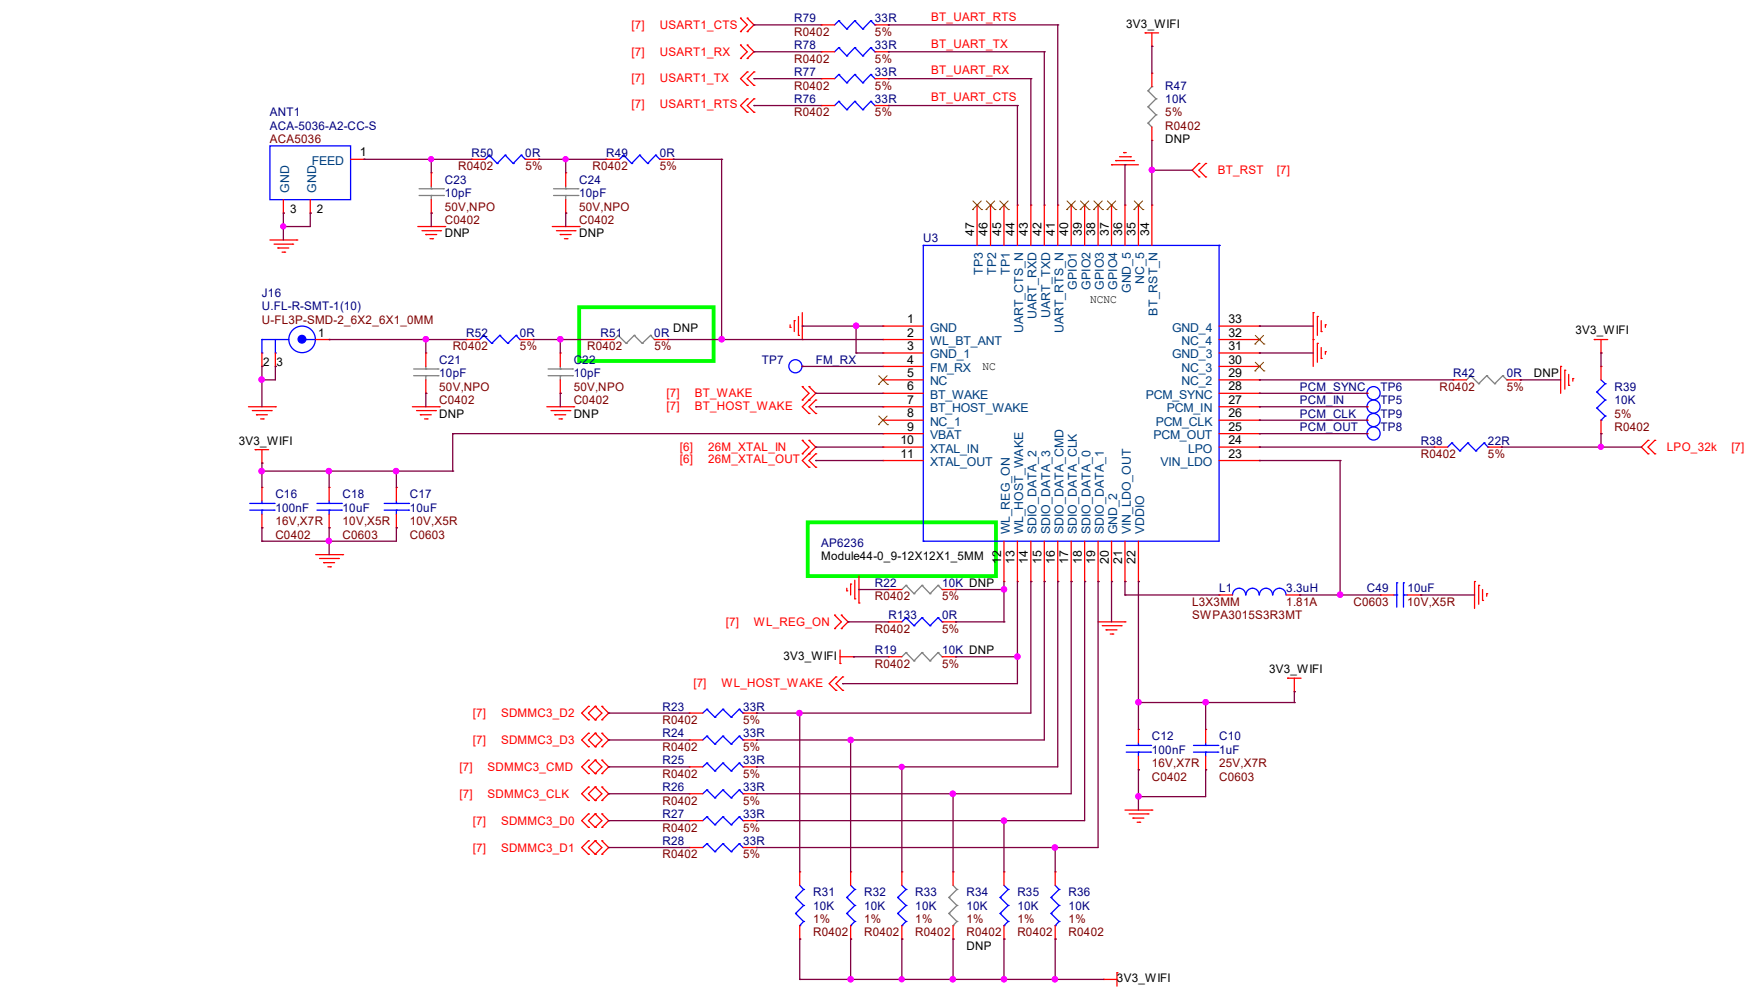 [7] USART1_CTS R79 33R BT_UART_RTS
R0402 5%
[7] USART1_RX R78 33R BT_UART_TX
R0402 5%
[7] USART1_TX R77 33R BT_UART_RX
R0402 5%
[7] USART1_RTS R76 33R BT_UART_CTS
R0402 5%
3V3_WIFI
R47
10K
5%
R0402
DNP
BT_RST [7]
ANT1
ACA-5036-A2-CC-S
ACA5036
FEED 1
GND
GND
3 2
R50 0R
R0402 5%
R49 0R
R0402 5%
C23
10pF
50V,NPO
C0402
DNP
C24
10pF
50V,NPO
C0402
DNP
J16
U.FL-R-SMT-1(10)
U-FL3P-SMD-2_6X2_6X1_0MM
1
2 3
R52 0R
R0402 5%
R51 0R DNP
R0402 5%
C21
10pF
50V,NPO
C0402
DNP
C22
10pF
50V,NPO
C0402
DNP
3V3_WIFI
C16
100nF
16V,X7R
C0402
C18
10uF
10V,X5R
C0603
C17
10uF
10V,X5R
C0603
TP7 FM_RX
[7] BT_WAKE
[7] BT_HOST_WAKE
[6] 26M_XTAL_IN
[6] 26M_XTAL_OUT
U3
47 TP3
46 TP2
45 TP1
44 UART_CTS_N
43 UART_RXD
42 UART_TXD
41 UART_RTS_N
40 GPIO1
39 GPIO2
38 GPIO3
37 GPIO4
36 GND_5
35 NC_5
34 BT_RST_N
NCNC
1 GND
2 WL_BT_ANT
3 GND_1
4 FM_RX NC
5 NC
6 BT_WAKE
7 BT_HOST_WAKE
8 NC_1
9 VBAT
10 XTAL_IN
11 XTAL_OUT
GND_4 33
NC_4 32
GND_3 31
NC_3 30
NC_2 29
PCM_SYNC 28
PCM_IN 27
PCM_CLK 26
PCM_OUT 25
LPO 24
VIN_LDO 23
WL_REG_ON 12
WL_HOST_WAKE 13
SDIO_DATA_2 14
SDIO_DATA_3 15
SDIO_DATA_CMD 16
SDIO_DATA_CLK 17
SDIO_DATA_0 18
SDIO_DATA_1 19
GND_2 20
VIN_LDO_OUT 21
VDDIO 22
AP6236
Module44-0_9-12X12X1_5MM
R42 0R DNP
R0402 5%
PCM_SYNC TP6
PCM_IN TP5
PCM_CLK TP9
PCM_OUT TP8
3V3_WIFI
R39
10K
5%
R0402
R38 22R
R0402 5%
LPO_32k [7]
R22 10K DNP
R0402 5%
[7] WL_REG_ON R133 0R
R0402 5%
3V3_WIFI R19 10K DNP
R0402 5%
[7] WL_HOST_WAKE
L1 3.3uH
L3X3MM 1.81A
SWPA3015S3R3MT
C49 10uF
C0603 10V,X5R
3V3_WIFI
C12
100nF
16V,X7R
C0402
C10
1uF
25V,X7R
C0603
[7] SDMMC3_D2 R23 33R
R0402 5%
[7] SDMMC3_D3 R24 33R
R0402 5%
[7] SDMMC3_CMD R25 33R
R0402 5%
[7] SDMMC3_CLK R26 33R
R0402 5%
[7] SDMMC3_D0 R27 33R
R0402 5%
[7] SDMMC3_D1 R28 33R
R0402 5%
R31 R32 R33 R34 R35 R36
10K 10K 10K 10K 10K 10K
1% 1% 1% 1% 1% 1%
R0402 R0402 R0402 R0402 R0402 R0402
DNP
3V3_WIFI